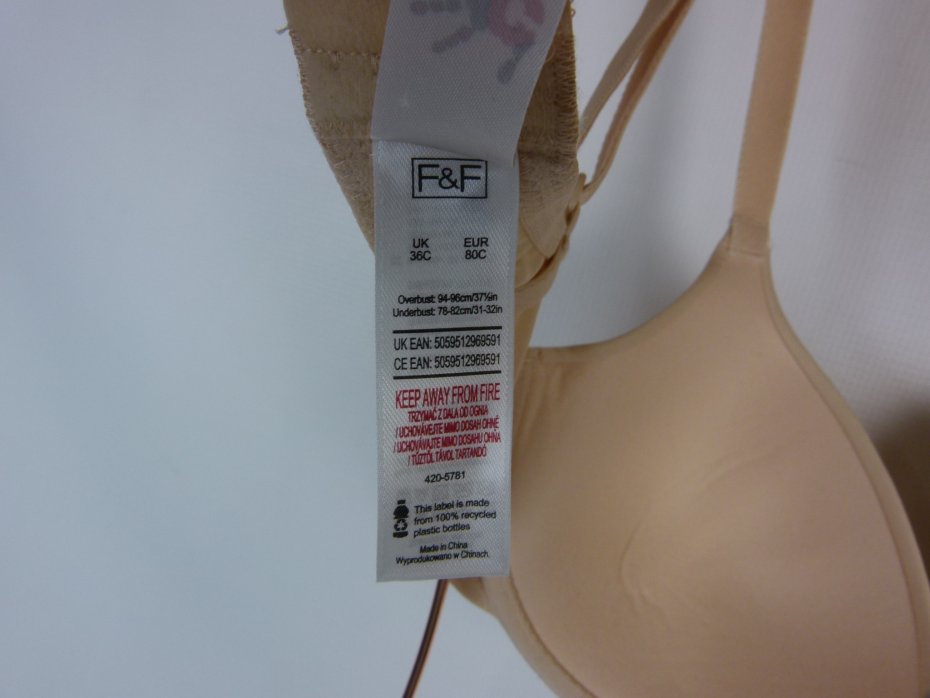 F&F
UK EUR
36C 80C
Overbust: 94-96cm/37½in
Underbust: 78-82cm/31-32in
UK EAN: 5059512969591
CE EAN: 5059512969591
KEEP AWAY FROM FIRE
TRZYMAĆ Z DALA OD OGNIA
/ UCHOVÁVEJTE MIMO DOSAH OHNĚ
/ UCHOVÁVAJTE MIMO DOSAHU OHŇA
/ TŰZTŐL TÁVOL TARTANDÓ
420-5781
This label is made
from 100% recycled
plastic bottles
Made in China
Wyprodukowano w Chinach.